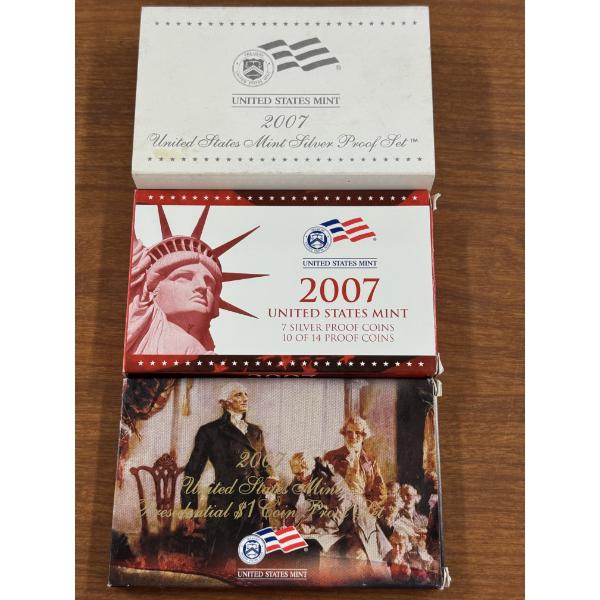 UNITED STATES MINT
2007
United States Mint Silver Proof Set™
UNITED STATES MINT
2007
UNITED STATES MINT
7 SILVER PROOF COINS
10 OF 14 PROOF COINS
2007
2007
United States Mint
Presidential $1 Coin Proof Set
UNITED STATES MINT